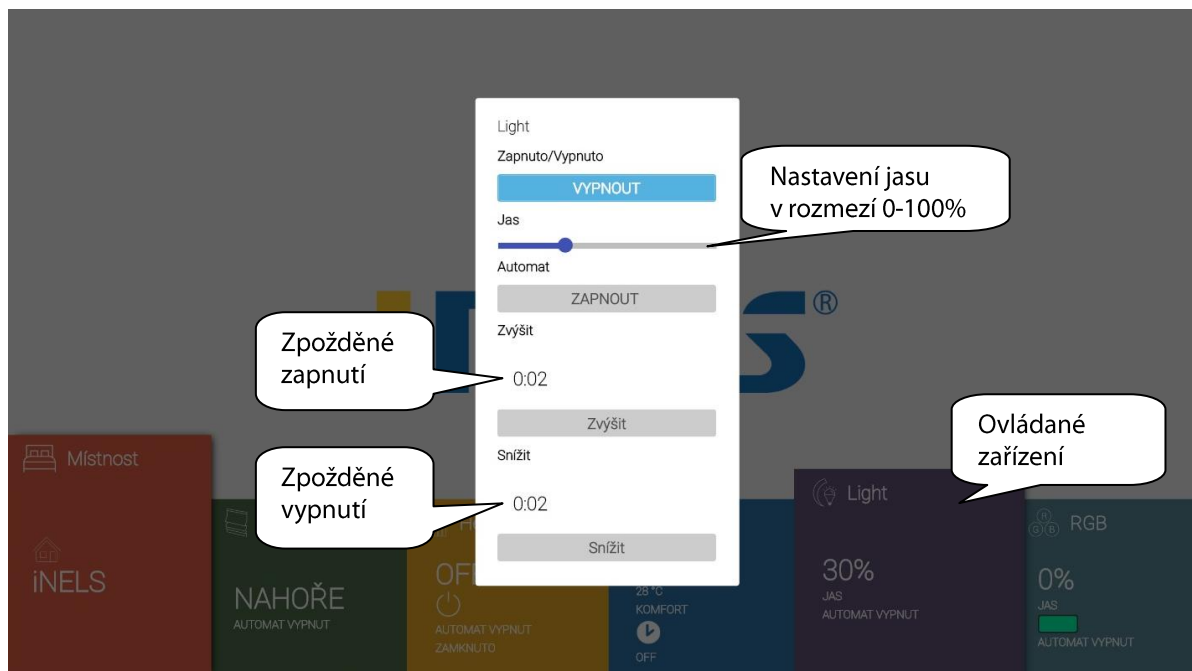 Light
Zapnuto/Vypnuto
VYPNOUT
Jas
Nastavení jasu
v rozmezí 0-100%
Automat
ZAPNOUT
Zvýšit
Zpožděné
zapnutí
0:02
Zvýšit
Snížit
Zpožděné
vypnutí
0:02
Snížit
Ovládané
zařízení
®
Místnost
iNELS
NAHOŘE
AUTOMAT VYPNUT
OFF
AUTOMAT VYPNUT
ZAMKNUTO
28 °C
KOMFORT
OFF
Light
30%
JAS
AUTOMAT VYPNUT
R
G B
RGB
0%
JAS
AUTOMAT VYPNUT